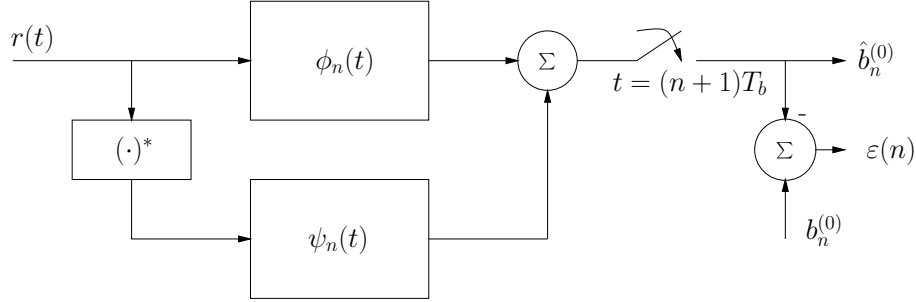 r(t)
ϕ_n(t)
Σ
t = (n + 1)T_b
b̂_n^{(0)}
(·)*
-
Σ
ε(n)
ψ_n(t)
b_n^{(0)}